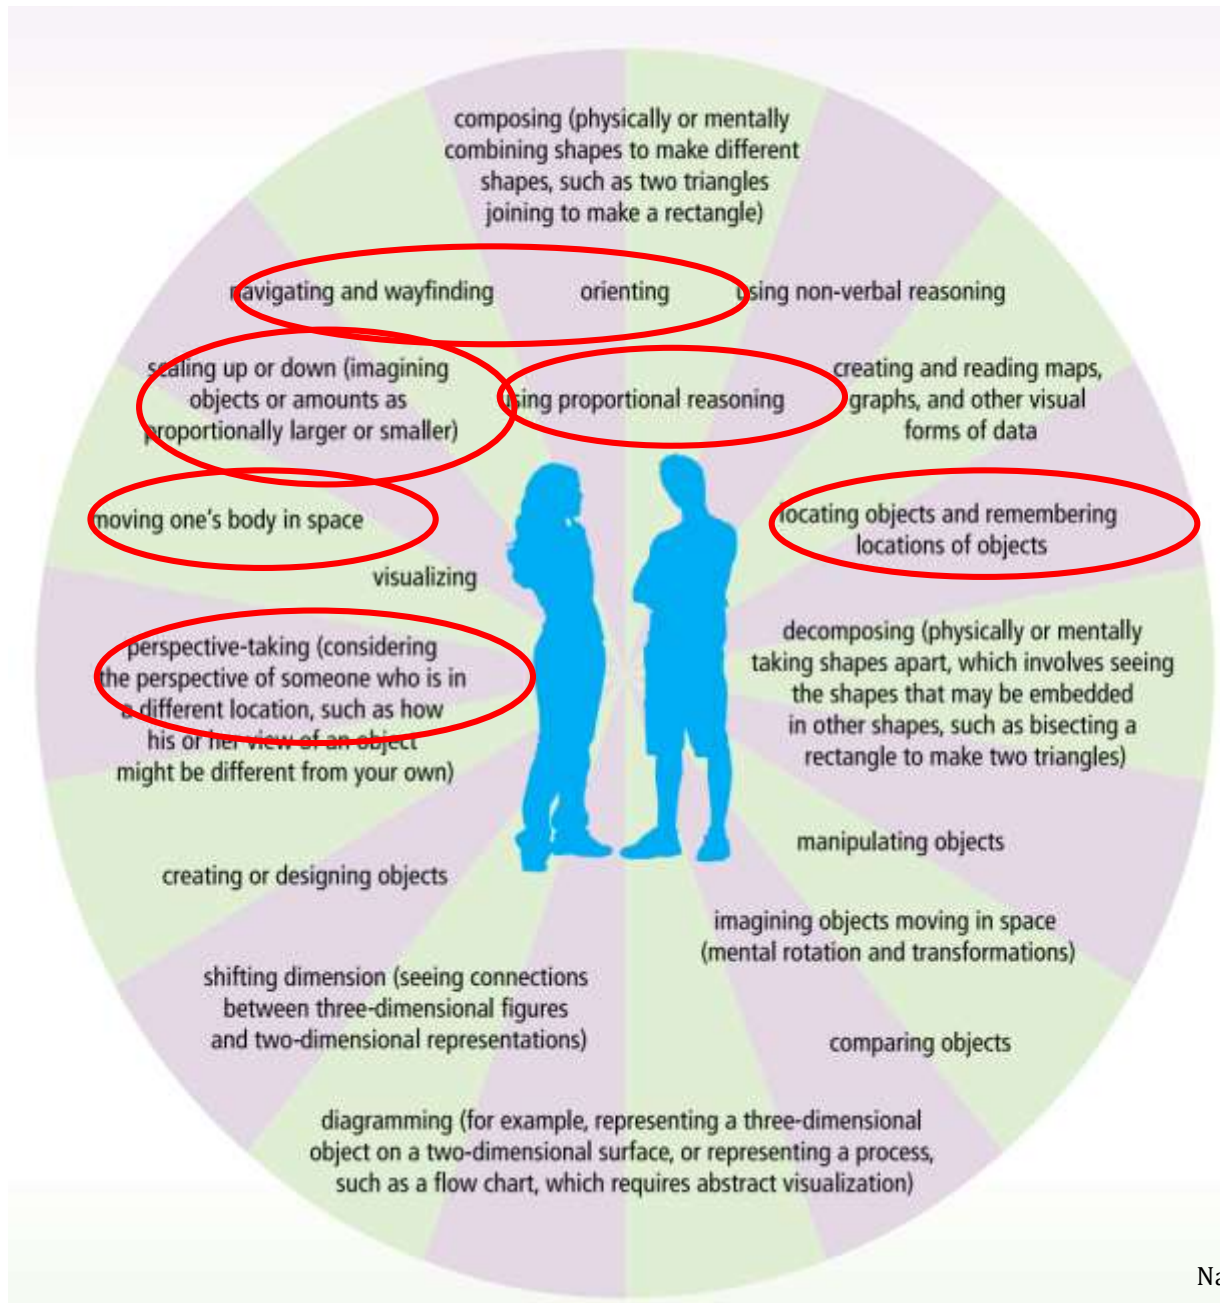 composing (physically or mentally
combining shapes to make different
shapes, such as two triangles
joining to make a rectangle)
navigating and wayfinding
orienting
using non-verbal reasoning
scaling up or down (imagining
objects or amounts as
proportionally larger or smaller)
using proportional reasoning
creating and reading maps,
graphs, and other visual
forms of data
moving one's body in space
locating objects and remembering
locations of objects
visualizing
perspective-taking (considering
the perspective of someone who is in
a different location, such as how
his or her view of an object
might be different from your own)
decomposing (physically or mentally
taking shapes apart, which involves seeing
the shapes that may be embedded
in other shapes, such as bisecting a
rectangle to make two triangles)
manipulating objects
creating or designing objects
imagining objects moving in space
(mental rotation and transformations)
shifting dimension (seeing connections
between three-dimensional figures
and two-dimensional representations)
comparing objects
diagramming (for example, representing a three-dimensional
object on a two-dimensional surface, or representing a process,
such as a flow chart, which requires abstract visualization)